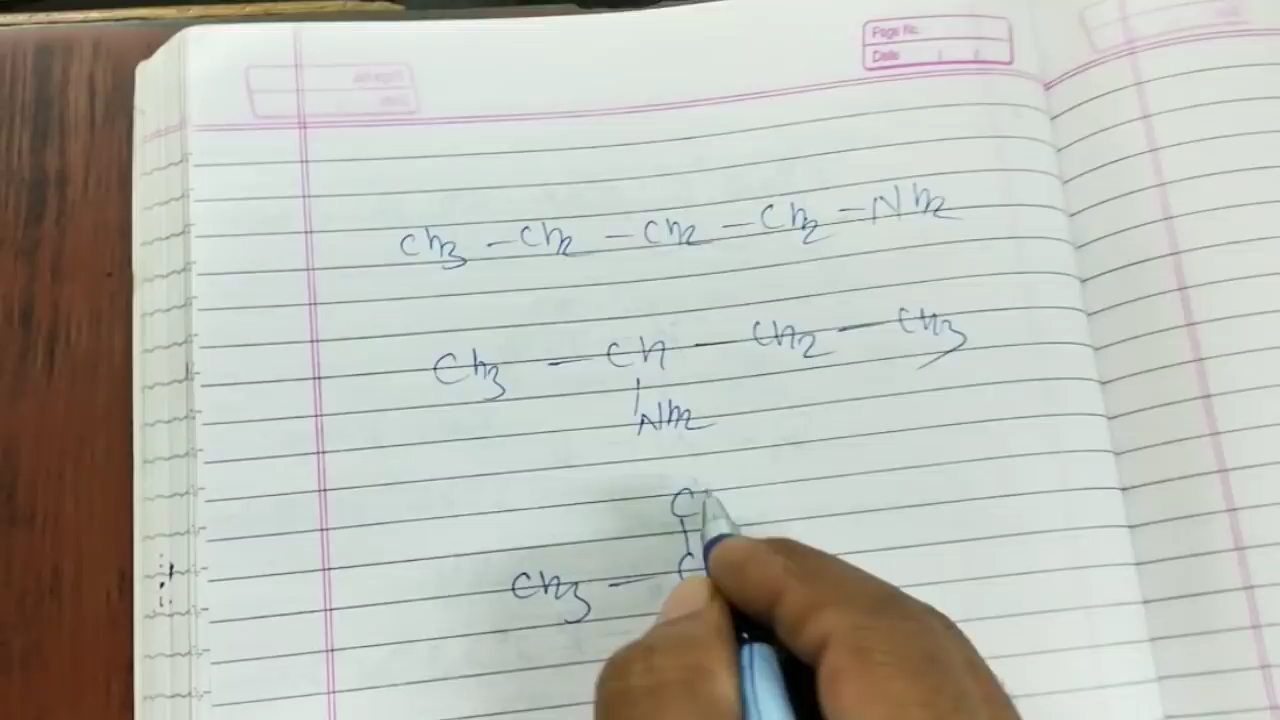 Page No.
Date
CH3 - CH2 - CH2 - CH2 - NH2
CH3 - CH - CH2 - CH3
NH2
C
CH3 - C